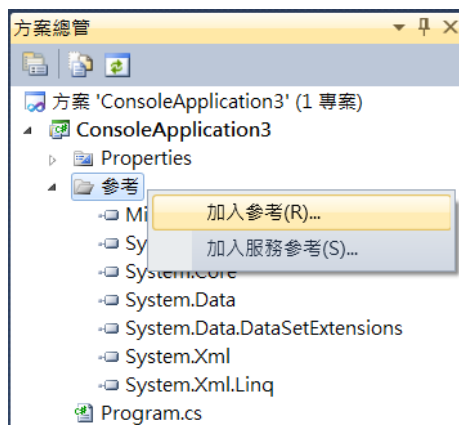 方案總管
方案 'ConsoleApplication3' (1 專案)
ConsoleApplication3
Properties
參考
加入參考(R)...
Mi
加入服務參考(S)...
Sy
System.Core
System.Data
System.Data.DataSetExtensions
System.Xml
System.Xml.Linq
Program.cs